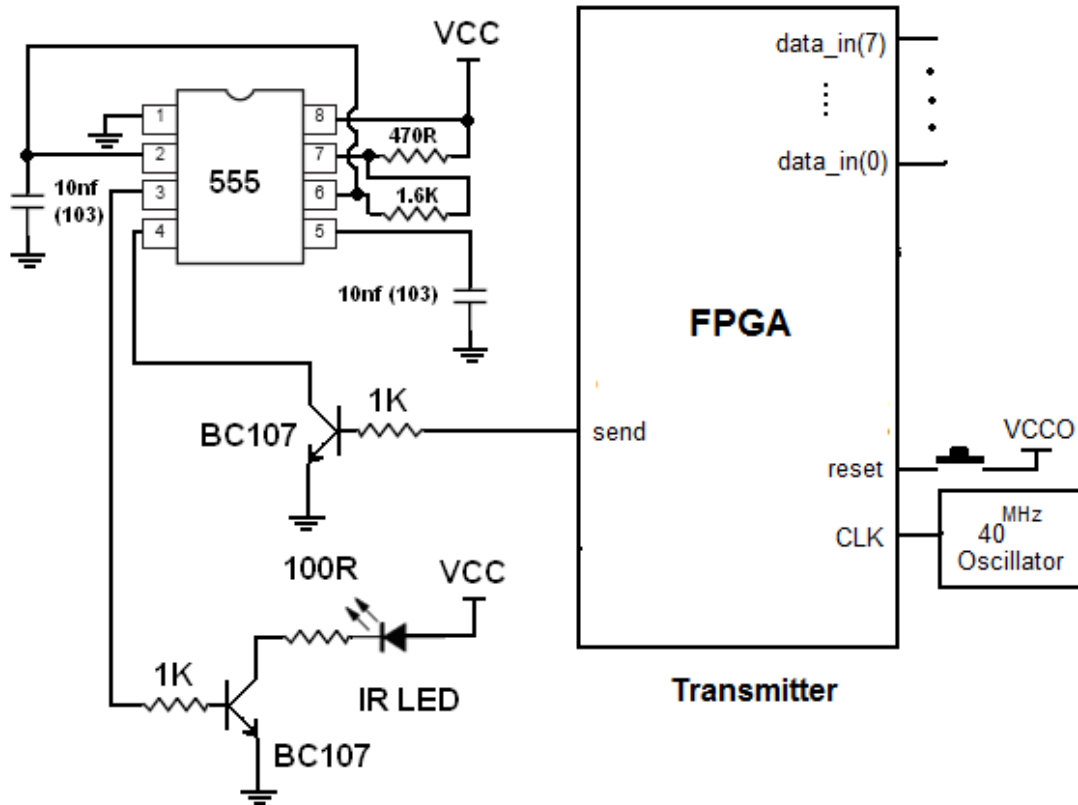 VCC
data_in(7)
1
8
470R
2
7
data_in(0)
10nf
(103)
555
3
6
1.6K
4
5
10nf (103)
FPGA
1K
BC107
send
VCCO
reset
MHz
40
CLK
Oscillator
100R
VCC
1K
IR LED
Transmitter
BC107